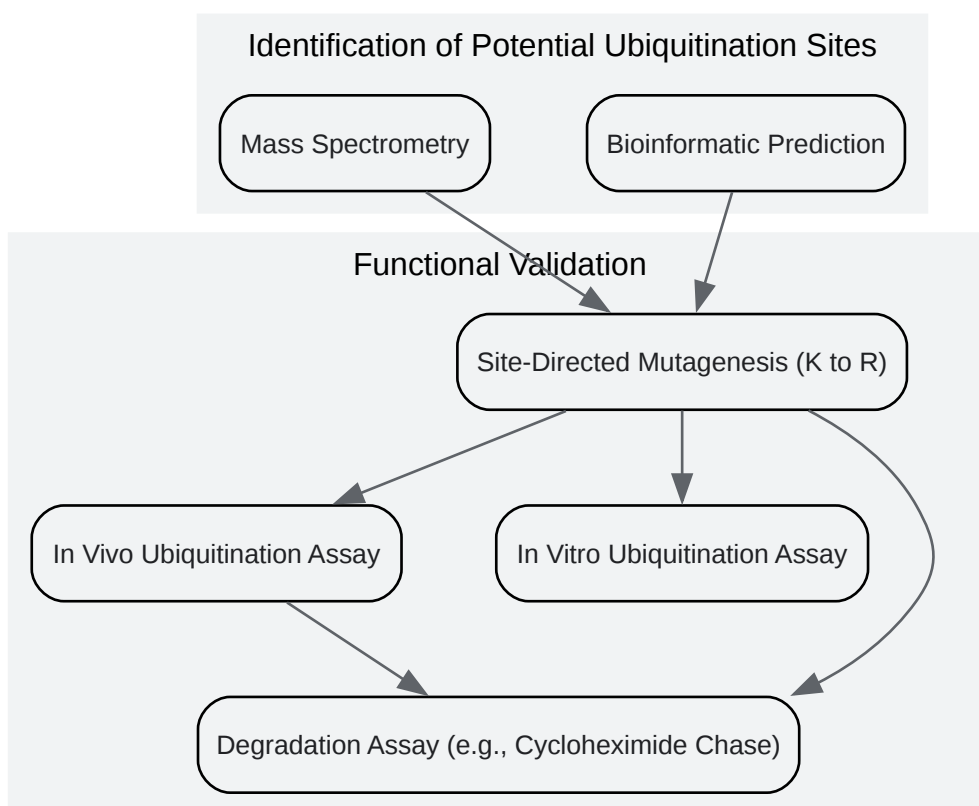 Identification of Potential Ubiquitination Sites
Mass Spectrometry
Bioinformatic Prediction
Functional Validation
Site-Directed Mutagenesis (K to R)
In Vivo Ubiquitination Assay
In Vitro Ubiquitination Assay
Degradation Assay (e.g., Cycloheximide Chase)